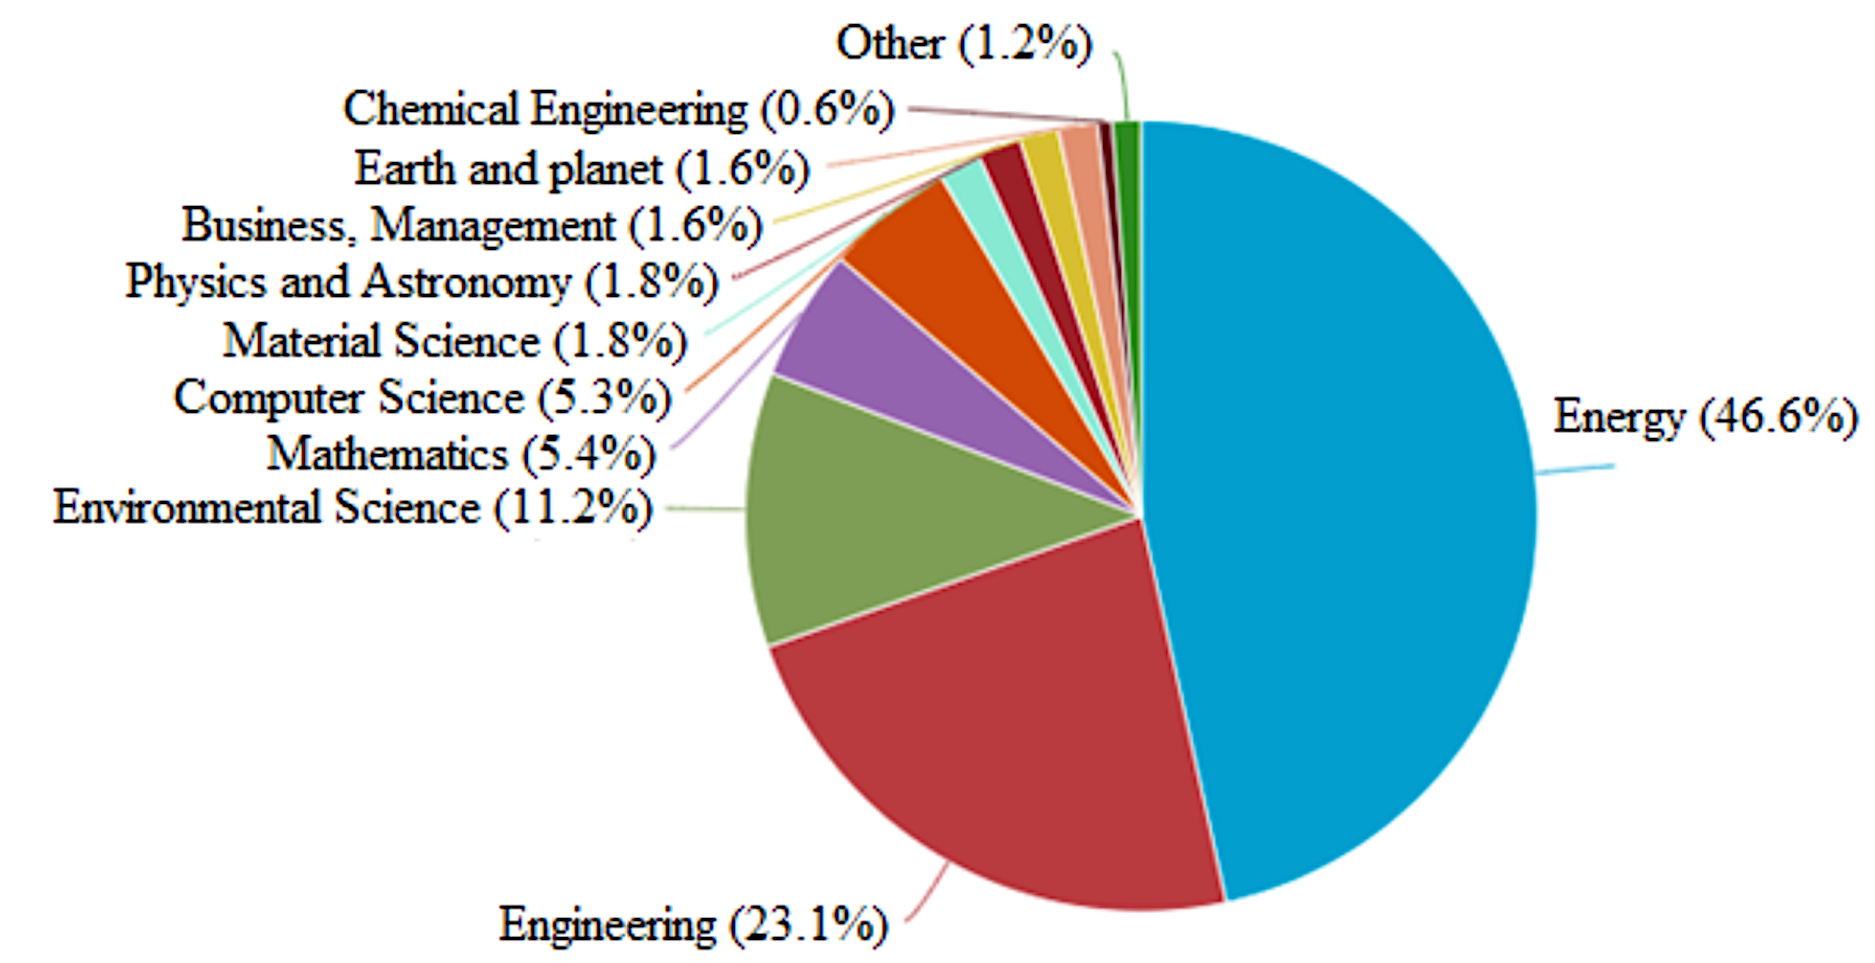 Other (1.2%)
Chemical Engineering (0.6%)
Earth and planet (1.6%)
Business, Management (1.6%)
Physics and Astronomy (1.8%)
Material Science (1.8%)
Computer Science (5.3%)
Mathematics (5.4%)
Environmental Science (11.2%)
Energy (46.6%)
Engineering (23.1%)